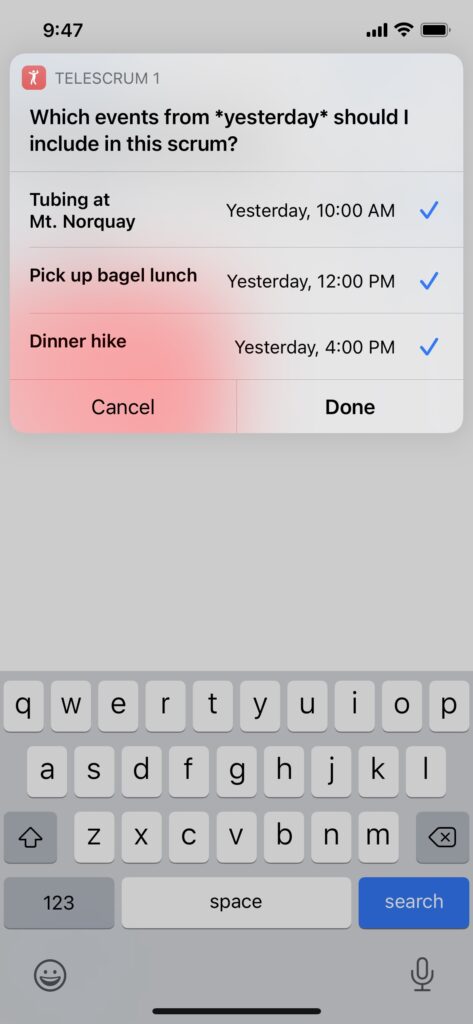 9:47
TELESCRUM 1
Which events from *yesterday* should I
include in this scrum?
Tubing at
Mt. Norquay
Yesterday, 10:00 AM
Pick up bagel lunch
Yesterday, 12:00 PM
Dinner hike
Yesterday, 4:00 PM
Cancel
Done
q w e r t y u i o p
a s d f g h j k l
z x c v b n m
123 space search